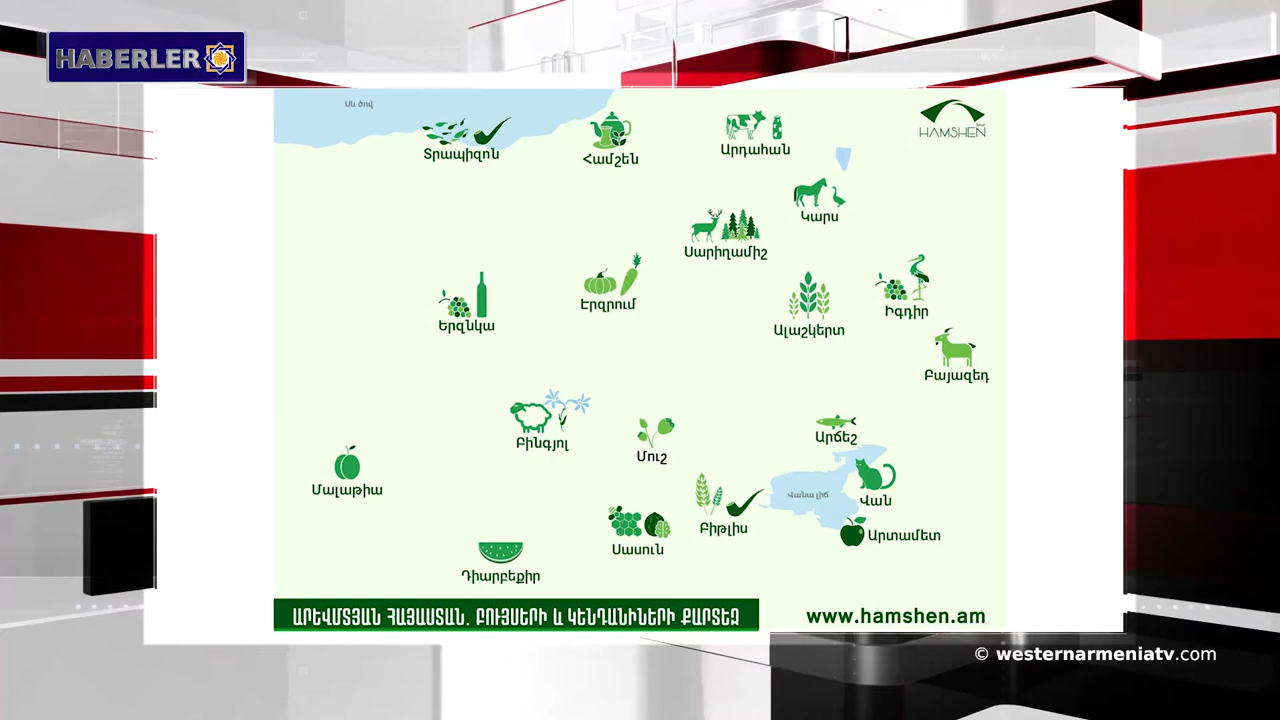 HABERLER
Սև ծով
HAMSHEN
Տրապիզոն
Համշեն
Արդահան
Կարս
Սարիղամիշ
Երզնկա
Էրզրում
Ալաշկերտ
Իգդիր
Բայազեդ
Բինգյոլ
Մուշ
Արճեշ
Մալաթիա
Վանա լիճ
Վան
Բիթլիս
Արտամետ
Սասուն
Դիարբեքիր
ԱՐԵՎՄՏՅԱՆ ՀԱՅԱՍՏԱՆ. ԲՈՒՅՍԵՐԻ և ԿԵՆԴԱՆԻՆԵՐԻ ՔԱՐՏԵԶ
www.hamshen.am
© westernarmeniatv.com